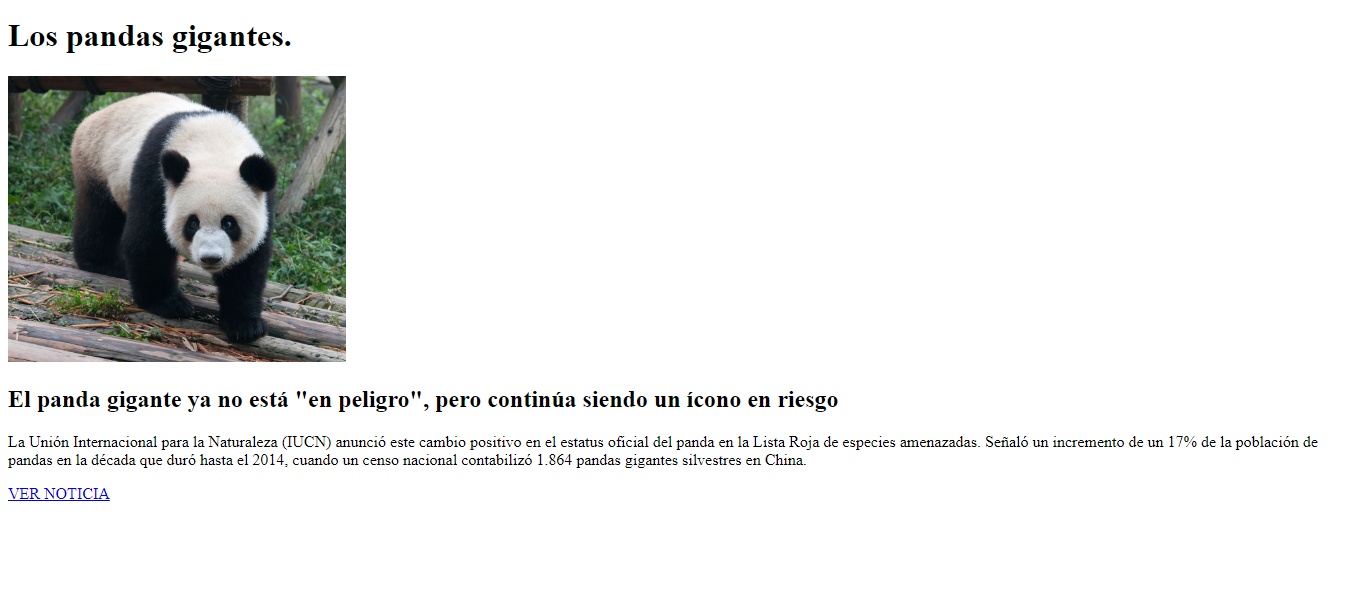 Los pandas gigantes.
El panda gigante ya no está "en peligro", pero continúa siendo un ícono en riesgo
La Unión Internacional para la Naturaleza (IUCN) anunció este cambio positivo en el estatus oficial del panda en la Lista Roja de especies amenazadas. Señaló un incremento de un 17% de la población de
pandas en la década que duró hasta el 2014, cuando un censo nacional contabilizó 1.864 pandas gigantes silvestres en China.
VER NOTICIA